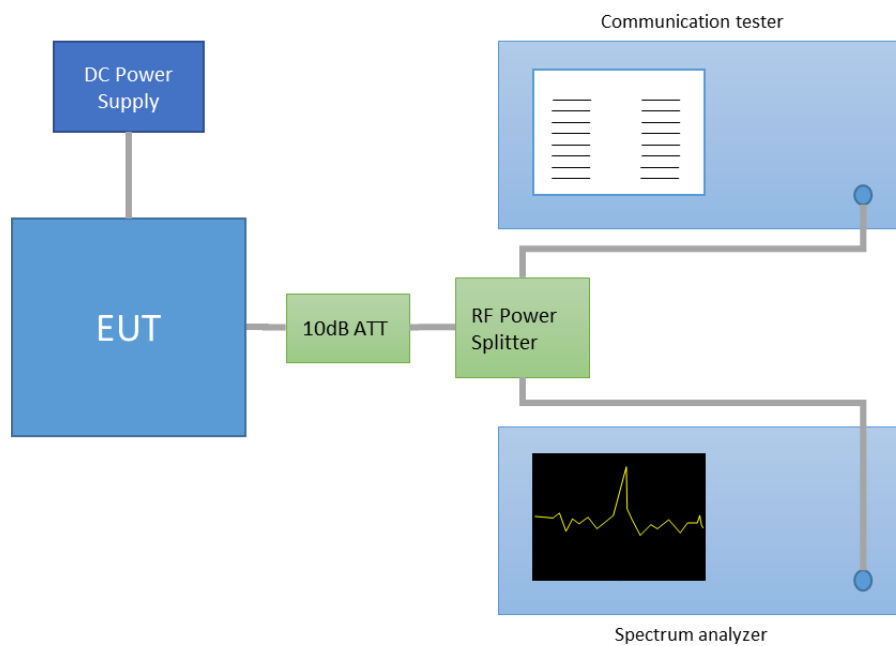 Communication tester
DC Power
Supply
EUT
10dB ATT
RF Power
Splitter
Spectrum analyzer